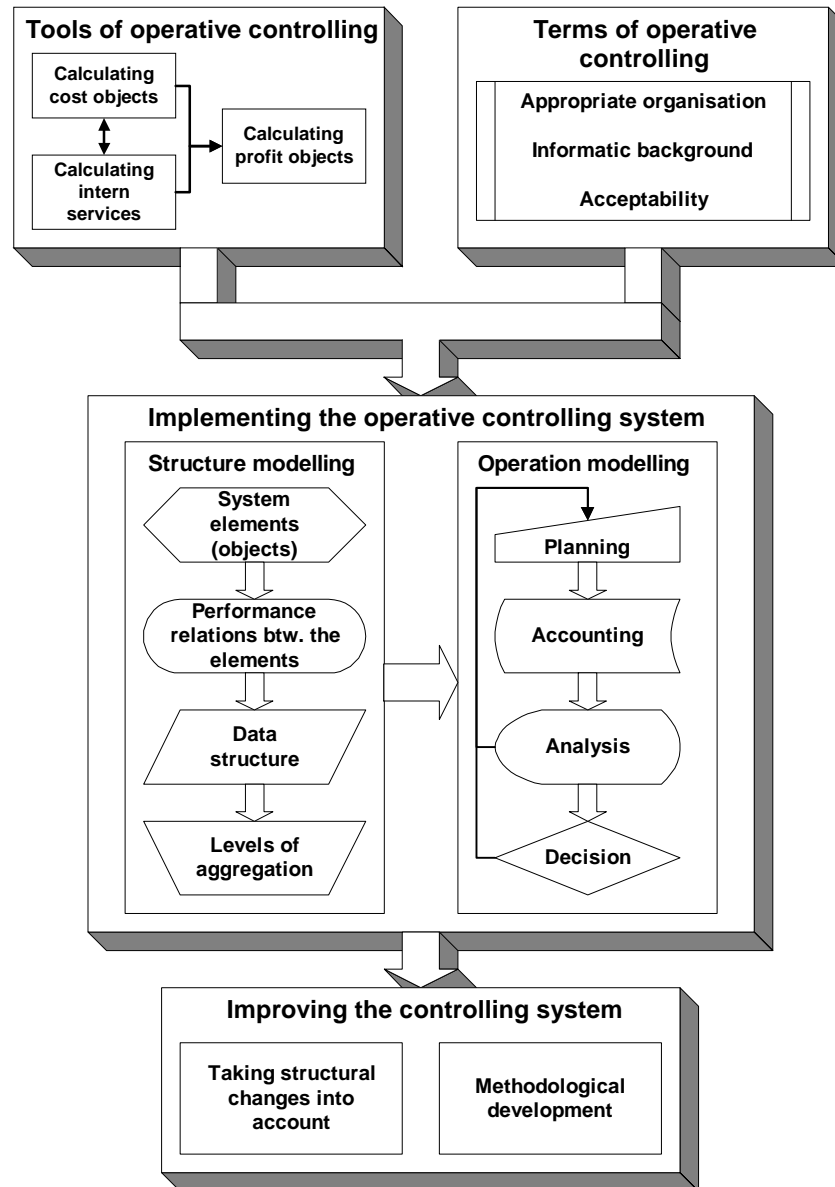 Tools of operative controlling
Calculating
cost objects
Calculating
intern
services
Calculating
profit objects
Terms of operative
controlling
Appropriate organisation
Informatic background
Acceptability
Implementing the operative controlling system
Structure modelling
System
elements
(objects)
Performance
relations btw. the
elements
Data
structure
Levels of
aggregation
Operation modelling
Planning
Accounting
Analysis
Decision
Improving the controlling system
Taking structural
changes into
account
Methodological
development